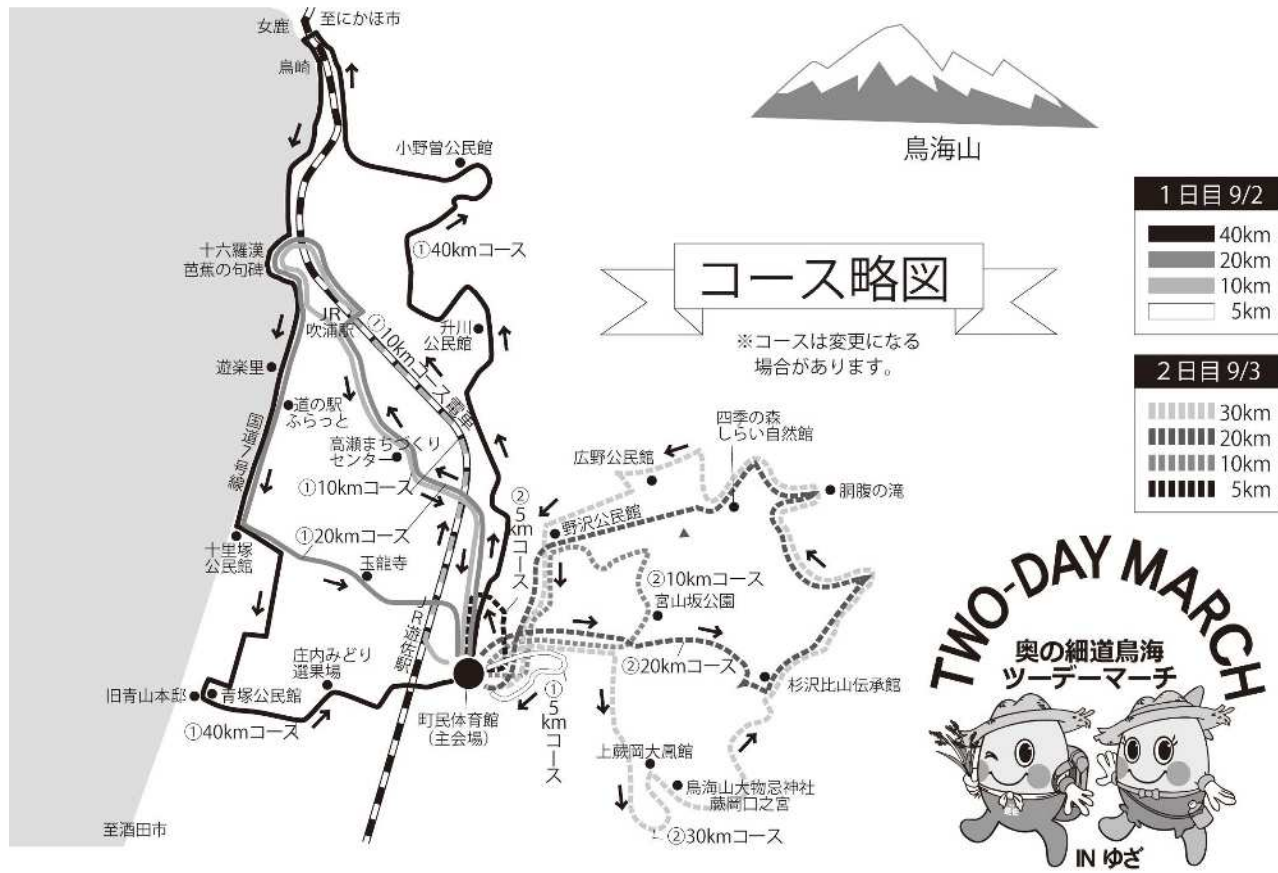 至にかほ市
女鹿
鳥崎
小野曽公民館
鳥海山
1日目 9/2
40km
20km
10km
5km
十六羅漢
芭蕉の句碑
①40kmコース
コース略図
※コースは変更になる
場合があります。
JR
吹浦駅
①10kmコース電車
升川
公民館
2日目 9/3
30km
20km
10km
5km
遊楽里
道の駅
ふらっと
国道7号線
高瀬まちづくり
センター
①10kmコース
四季の森
しらい自然館
広野公民館
胴腹の滝
②5kmコース
野沢公民館
①20kmコース
十里塚
公民館
玉龍寺
②10kmコース
宮山坂公園
JR遊佐駅
②20kmコース
杉沢比山伝承館
庄内みどり
選果場
旧青山本邸
青塚公民館
①40kmコース
町民体育館
(主会場)
①5kmコース
上蕨岡大鳳館
鳥海山大物忌神社
蕨岡口之宮
②30kmコース
至酒田市
TWO-DAY MARCH
奥の細道鳥海
ツーデーマーチ
IN ゆざ